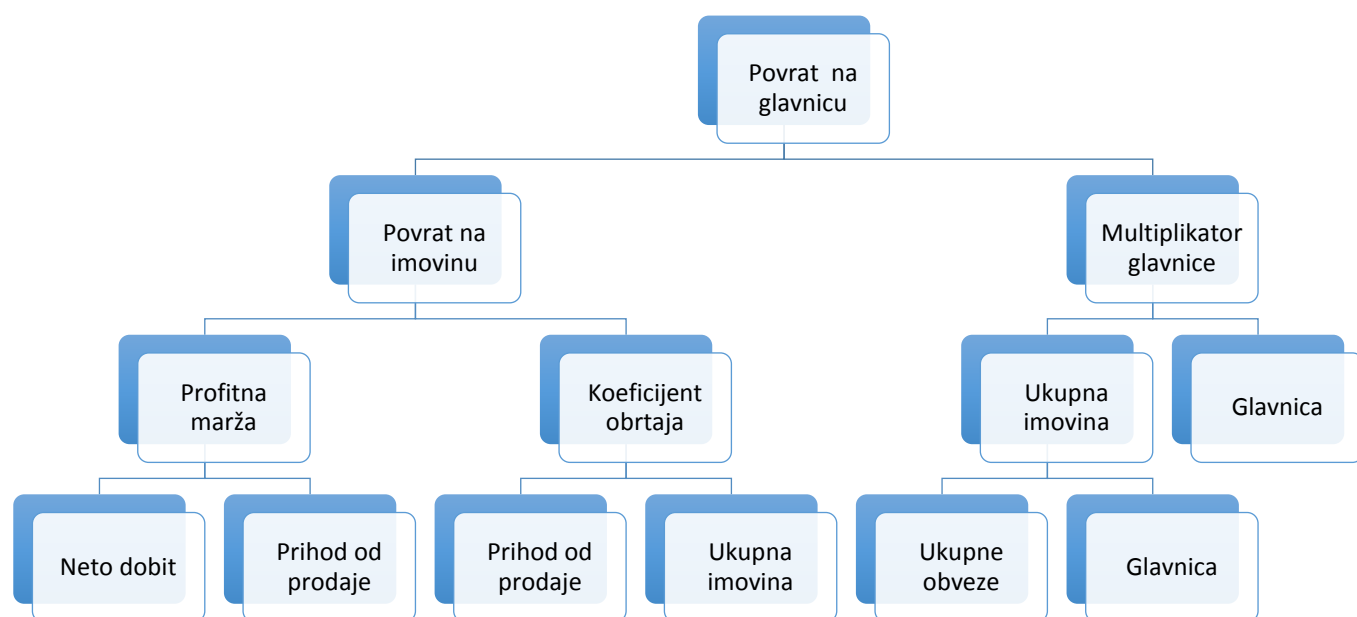 Povrat na
glavnicu
Povrat na
imovinu
Multiplikator
glavnice
Profitna
marža
Koeficijent
obrtaja
Ukupna
imovina
Glavnica
Neto dobit
Prihod od
prodaje
Prihod od
prodaje
Ukupna
imovina
Ukupne
obveze
Glavnica